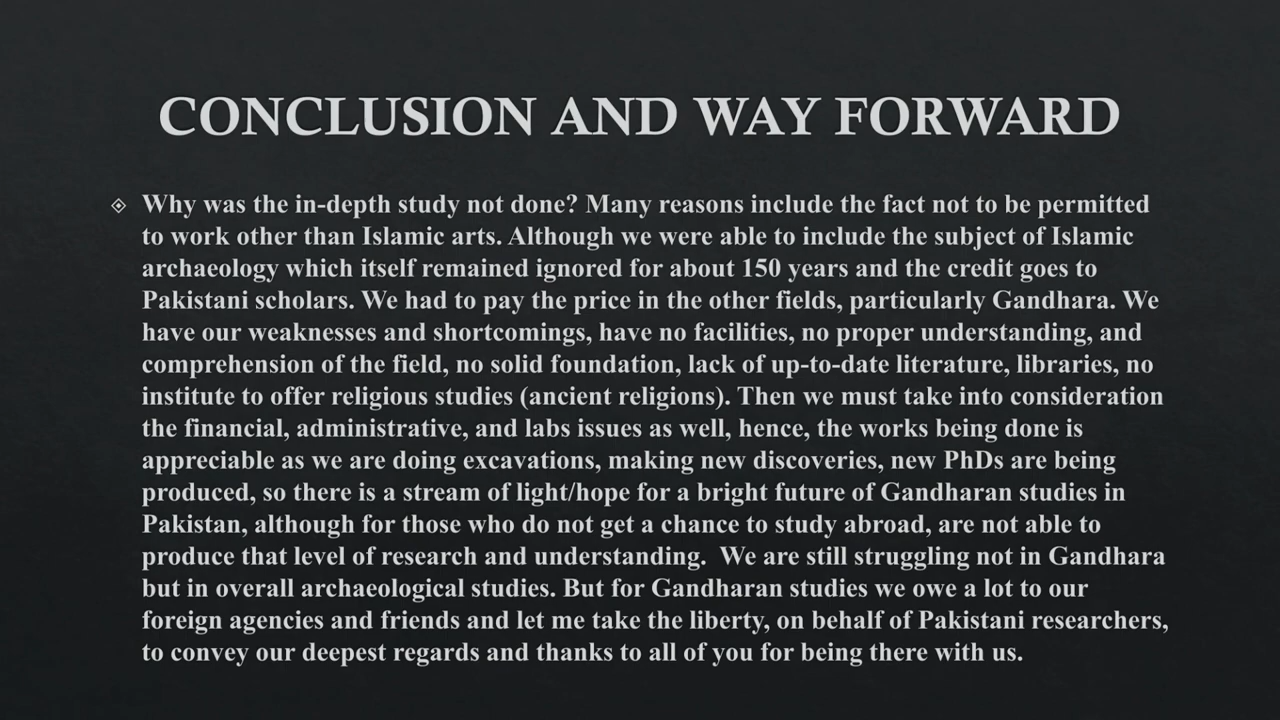 CONCLUSION AND WAY FORWARD
Why was the in-depth study not done? Many reasons include the fact not to be permitted
to work other than Islamic arts. Although we were able to include the subject of Islamic
archaeology which itself remained ignored for about 150 years and the credit goes to
Pakistani scholars. We had to pay the price in the other fields, particularly Gandhara. We
have our weaknesses and shortcomings, have no facilities, no proper understanding, and
comprehension of the field, no solid foundation, lack of up-to-date literature, libraries, no
institute to offer religious studies (ancient religions). Then we must take into consideration
the financial, administrative, and labs issues as well, hence, the works being done is
appreciable as we are doing excavations, making new discoveries, new PhDs are being
produced, so there is a stream of light/hope for a bright future of Gandharan studies in
Pakistan, although for those who do not get a chance to study abroad, are not able to
produce that level of research and understanding.  We are still struggling not in Gandhara
but in overall archaeological studies. But for Gandharan studies we owe a lot to our
foreign agencies and friends and let me take the liberty, on behalf of Pakistani researchers,
to convey our deepest regards and thanks to all of you for being there with us.